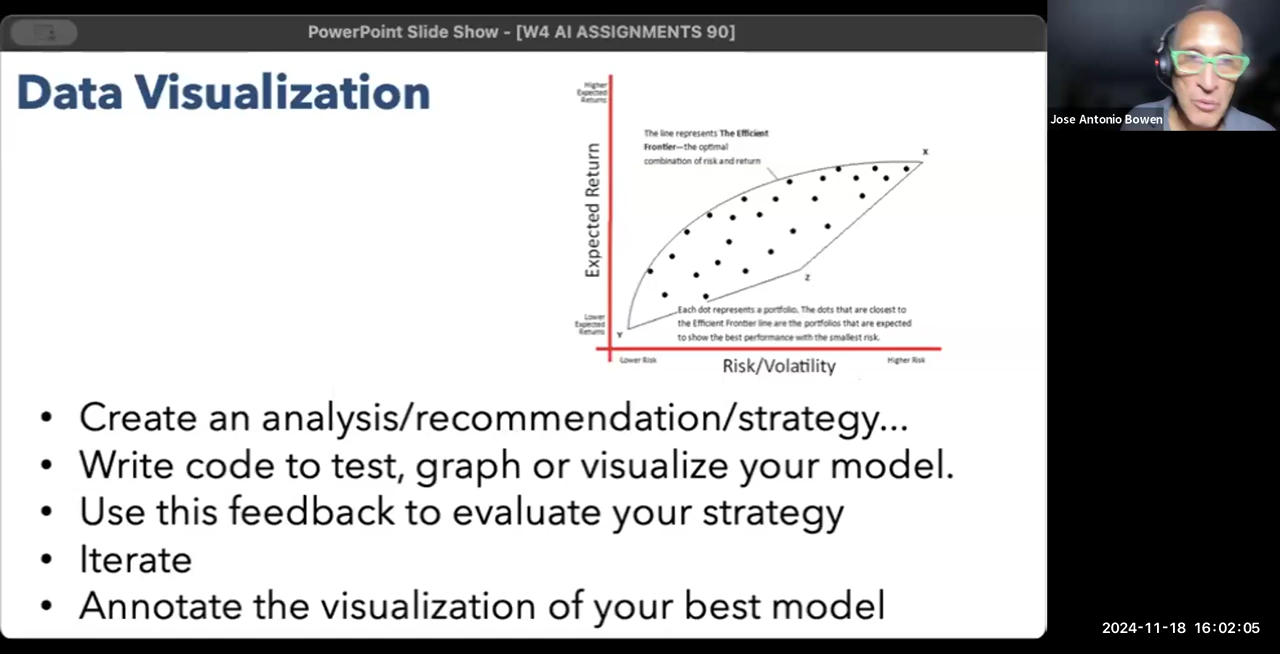 PowerPoint Slide Show - [W4 AI ASSIGNMENTS 90]
Jose Antonio Bowen
Data Visualization
Higher
Expected
Returns
Expected Return
The line represents The Efficient
Frontier—the optimal
combination of risk and return
X
Z
Each dot represents a portfolio. The dots that are closest to
the Efficient Frontier line are the portfolios that are expected
to show the best performance with the smallest risk.
Lower
Expected
Returns
Y
Lower Risk
Risk/Volatility
Higher Risk
• Create an analysis/recommendation/strategy...
• Write code to test, graph or visualize your model.
• Use this feedback to evaluate your strategy
• Iterate
• Annotate the visualization of your best model
2024-11-18 16:02:05